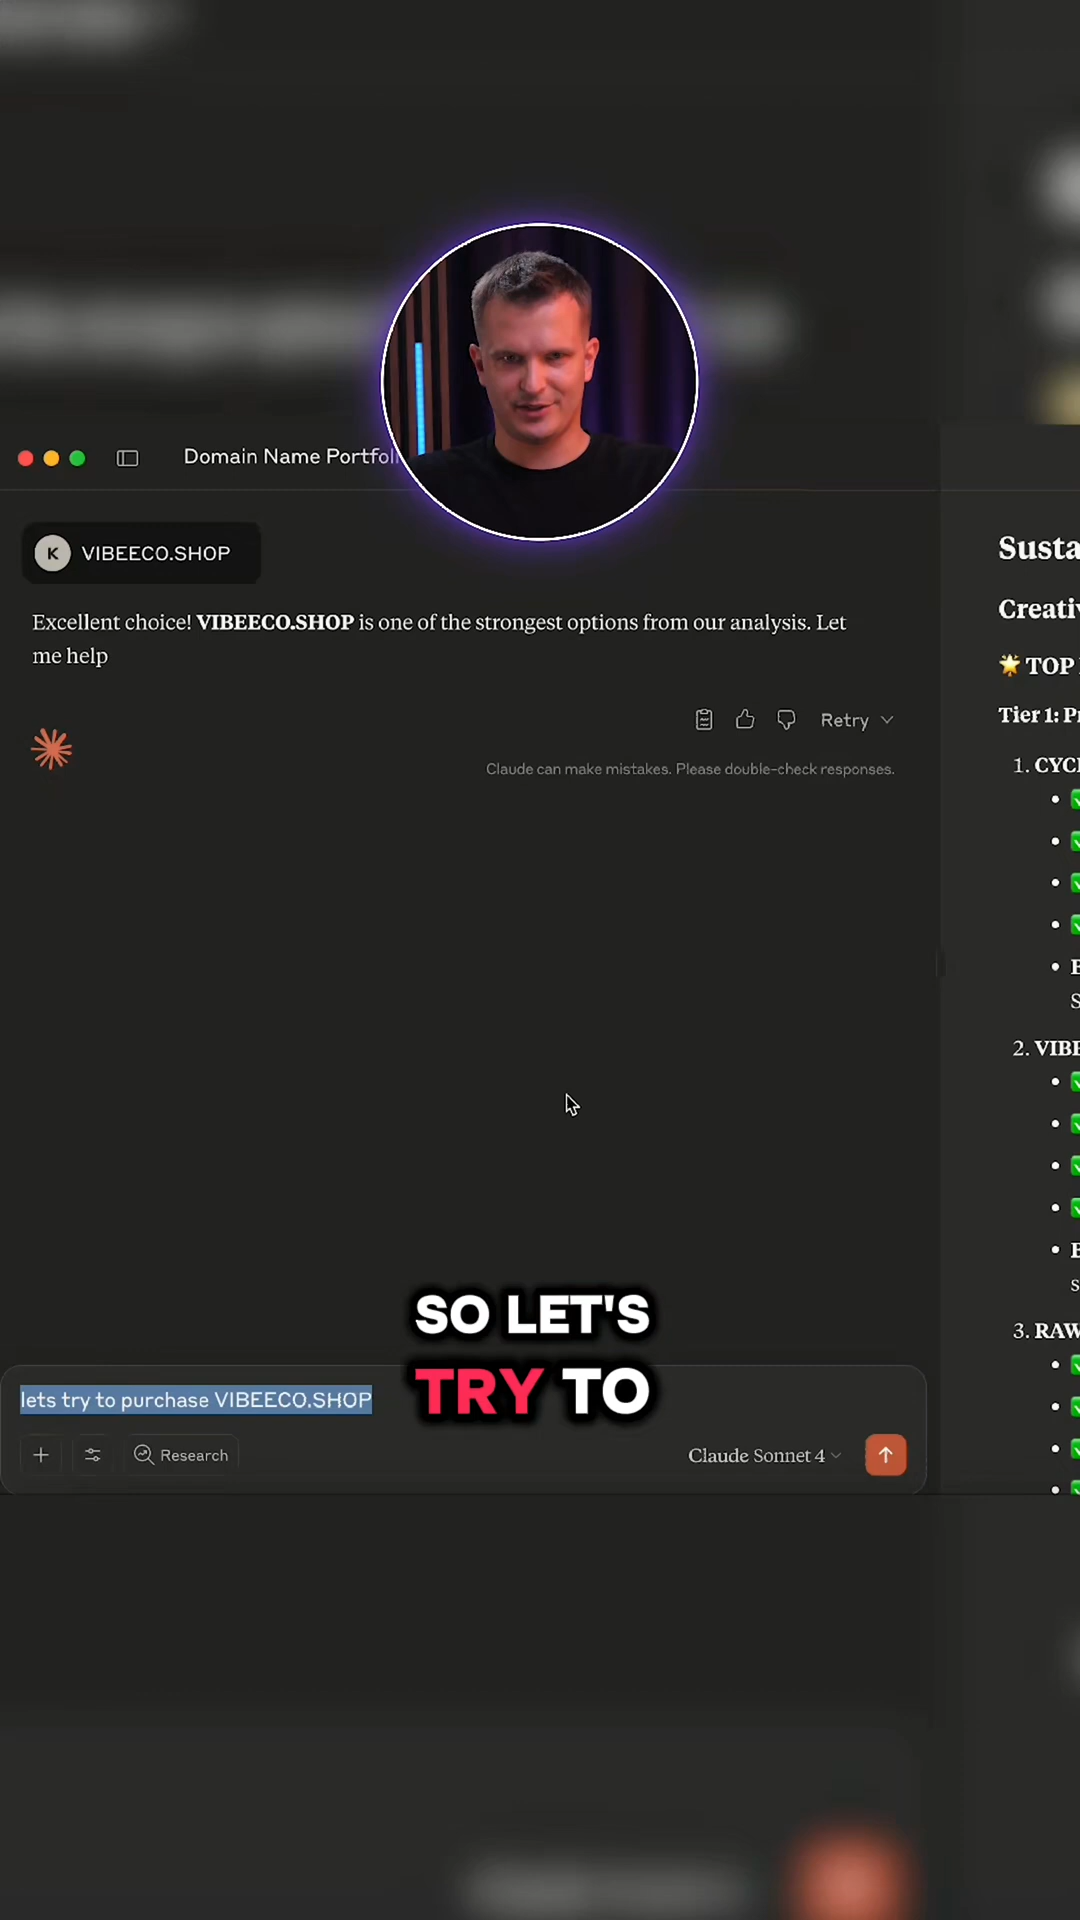 Domain Name Portfol
K VIBEECO.SHOP
Excellent choice! VIBEECO.SHOP is one of the strongest options from our analysis. Let
me help
Retry
Claude can make mistakes. Please double-check responses.
Susta
Creativ
TOP
Tier 1: P
1. CYC
2. VIBE
3. RAW
SO LET'S
TRY TO
lets try to purchase VIBEECO.SHOP
Research
Claude Sonnet 4